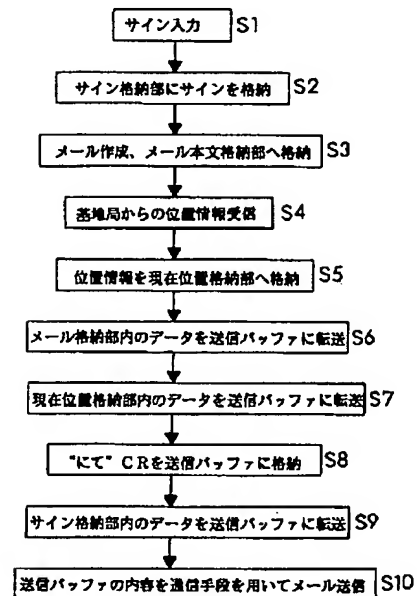 サイン入力 S1
サイン格納部にサインを格納 S2
メール作成、メール本文格納部へ格納 S3
基地局からの位置情報受信 S4
位置情報を現在位置格納部へ格納 S5
メール格納部内のデータを送信バッファに転送 S6
現在位置格納部内のデータを送信バッファに転送 S7
"にて" CRを送信バッファに格納 S8
サイン格納部内のデータを送信バッファに転送 S9
送信バッファの内容を通信手段を用いてメール送信 S10